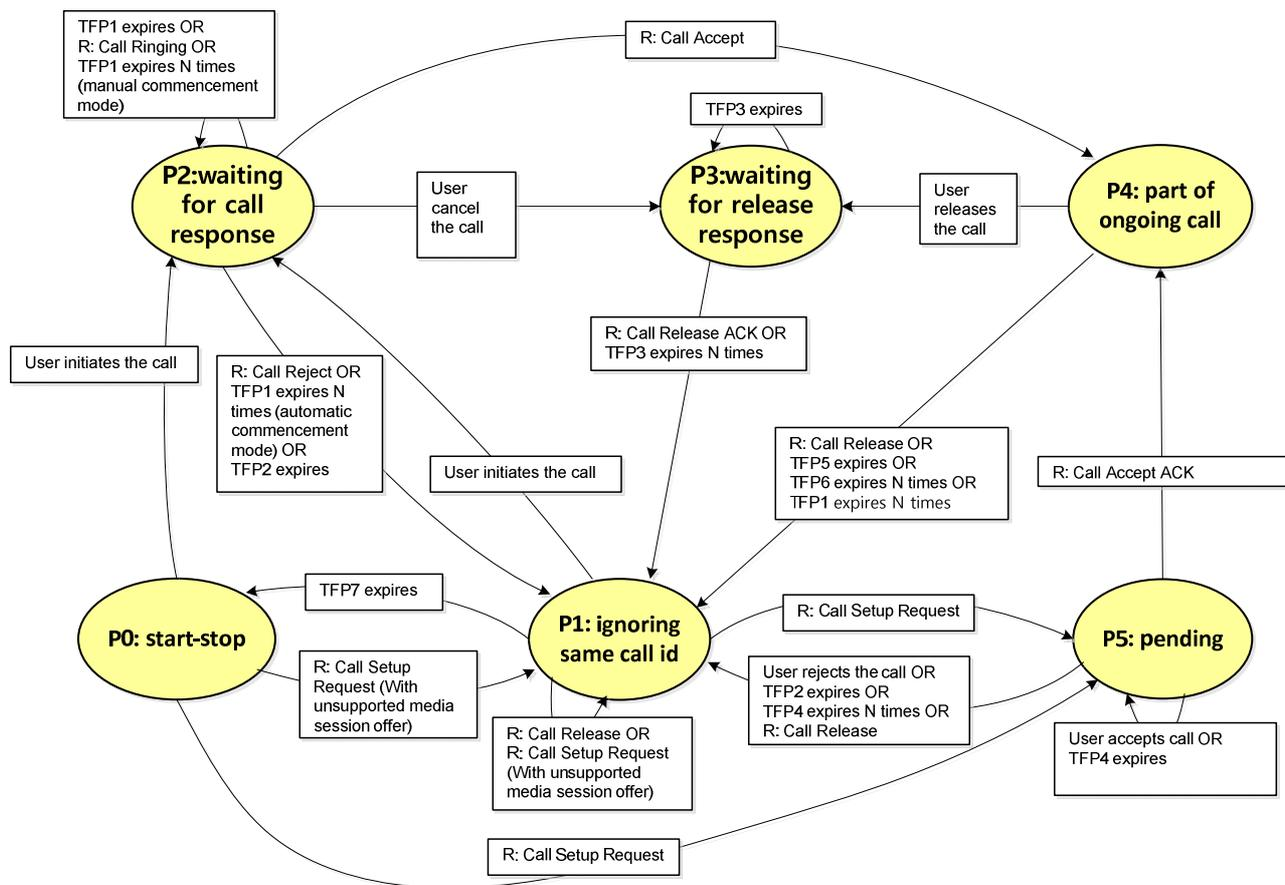 TFP1 expires OR
R: Call Ringing OR
TFP1 expires N times
(manual commencement
mode)
R: Call Accept
TFP3 expires
P2:waiting
for call
response
User
cancel
the call
P3:waiting
for release
response
User
releases
the call
P4: part of
ongoing call
User initiates the call
R: Call Reject OR
TFP1 expires N
times (automatic
commencement
mode) OR
TFP2 expires
R: Call Release ACK OR
TFP3 expires N times
User initiates the call
R: Call Release OR
TFP5 expires OR
TFP6 expires N times OR
TFP1 expires N times
R: Call Accept ACK
P0: start-stop
TFP7 expires
R: Call Setup
Request (With
unsupported media
session offer)
P1: ignoring
same call id
R: Call Setup Request
P5: pending
User rejects the call OR
TFP2 expires OR
TFP4 expires N times OR
R: Call Release
R: Call Release OR
R: Call Setup Request
(With unsupported
media session offer)
User accepts call OR
TFP4 expires
R: Call Setup Request